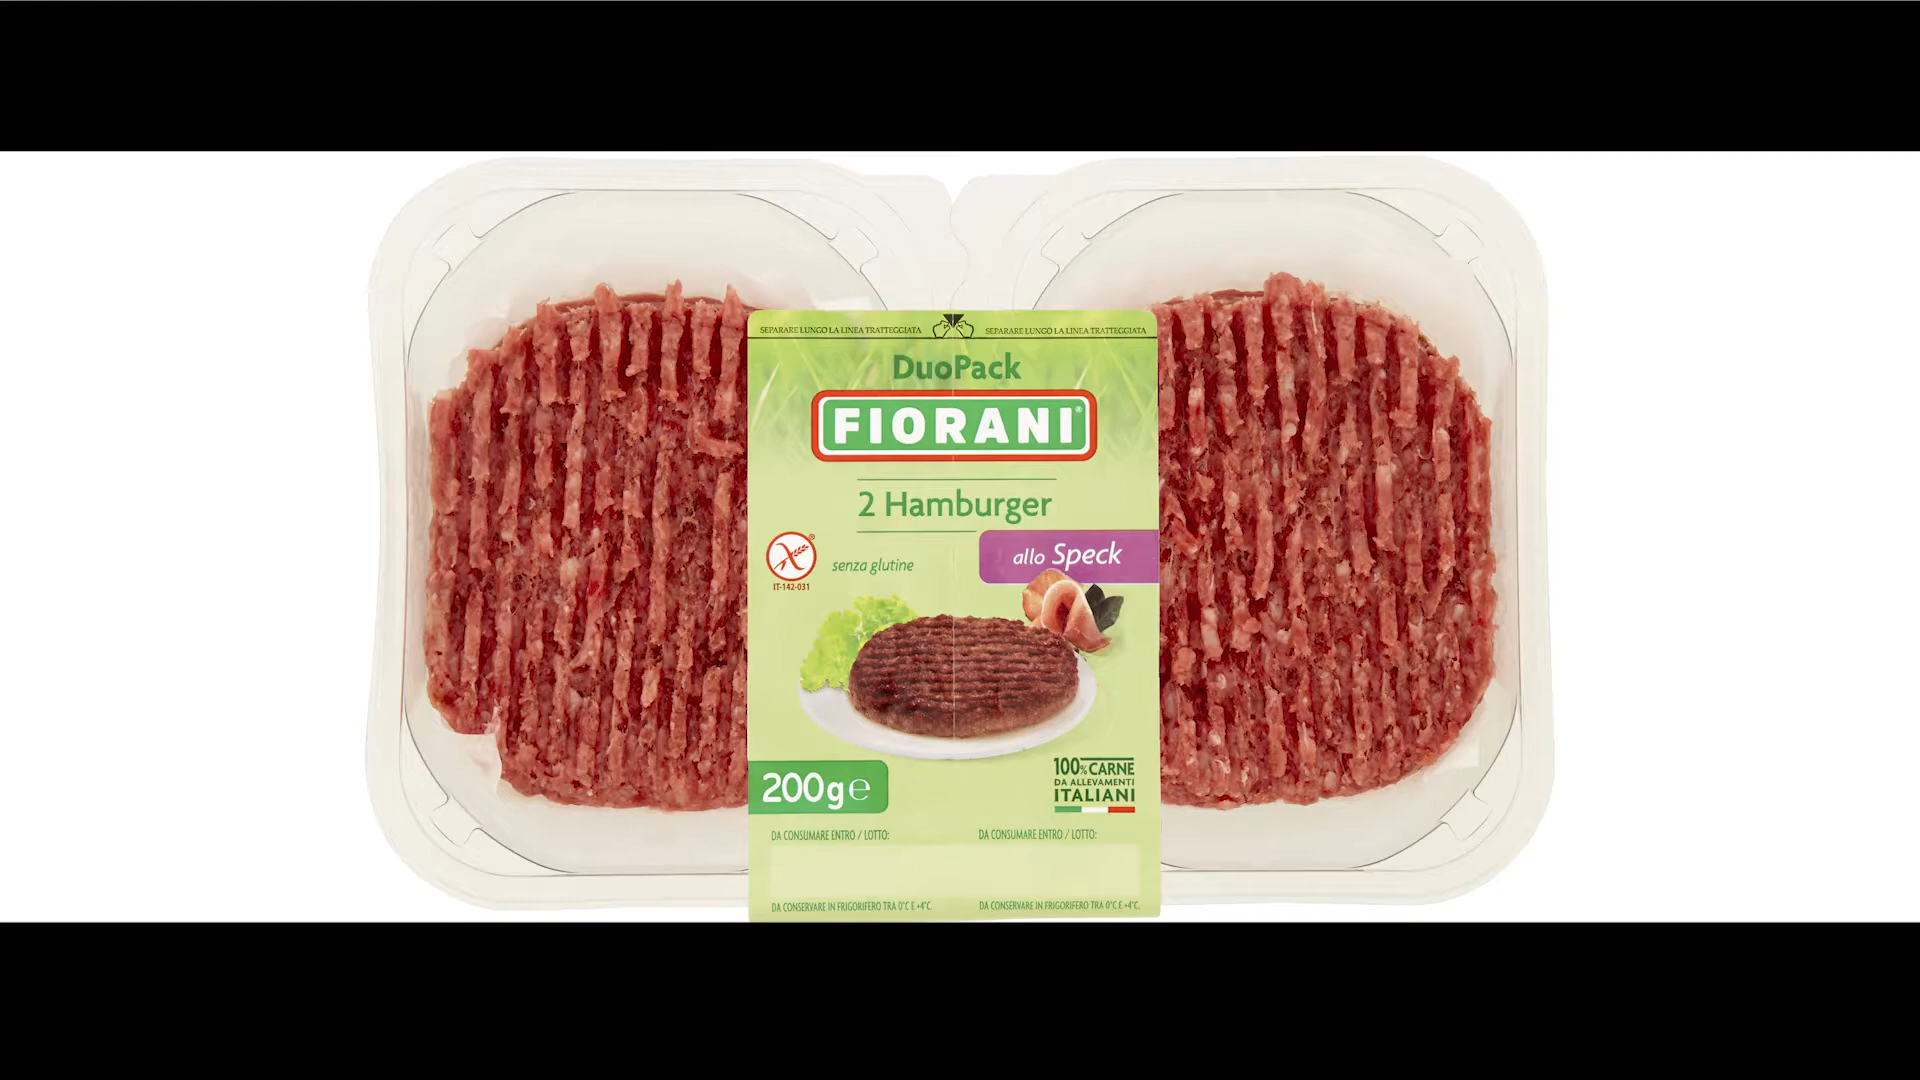 SEPARARE LUNGO LA LINEA TRATTEGGIATA SEPARARE LUNGO LA LINEA TRATTEGGIATA
DuoPack
FIORANI®
2 Hamburger
allo Speck
senza glutine
IT-142-031
200g℮
100% CARNE
DA ALLEVAMENTI
ITALIANI
DA CONSUMARE ENTRO / LOTTO: DA CONSUMARE ENTRO / LOTTO:
DA CONSERVARE IN FRIGORIFERO TRA 0°C E +4°C. DA CONSERVARE IN FRIGORIFERO TRA 0°C E +4°C.